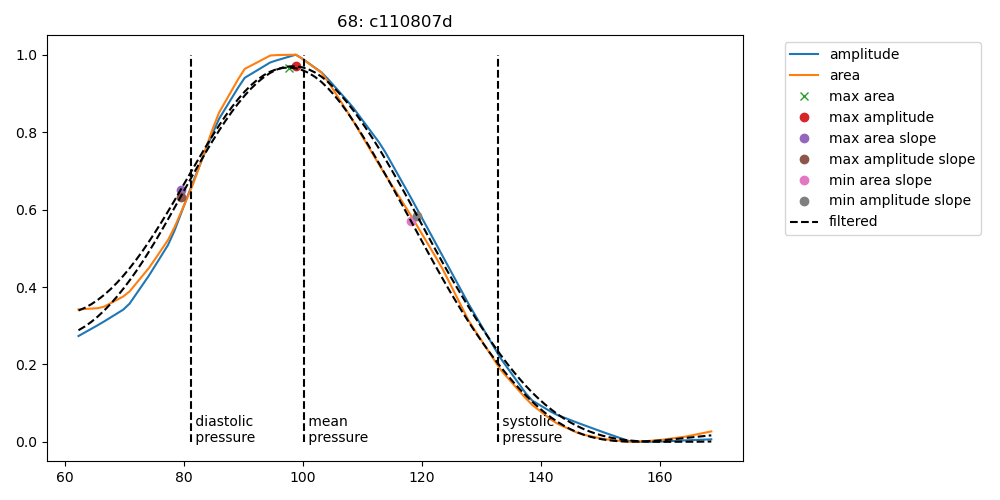 68: c110807d
1.0
0.8
0.6
0.4
0.2
0.0
diastolic
pressure
mean
pressure
systolic
pressure
60
80
100
120
140
160
amplitude
area
max area
max amplitude
max area slope
max amplitude slope
min area slope
min amplitude slope
filtered